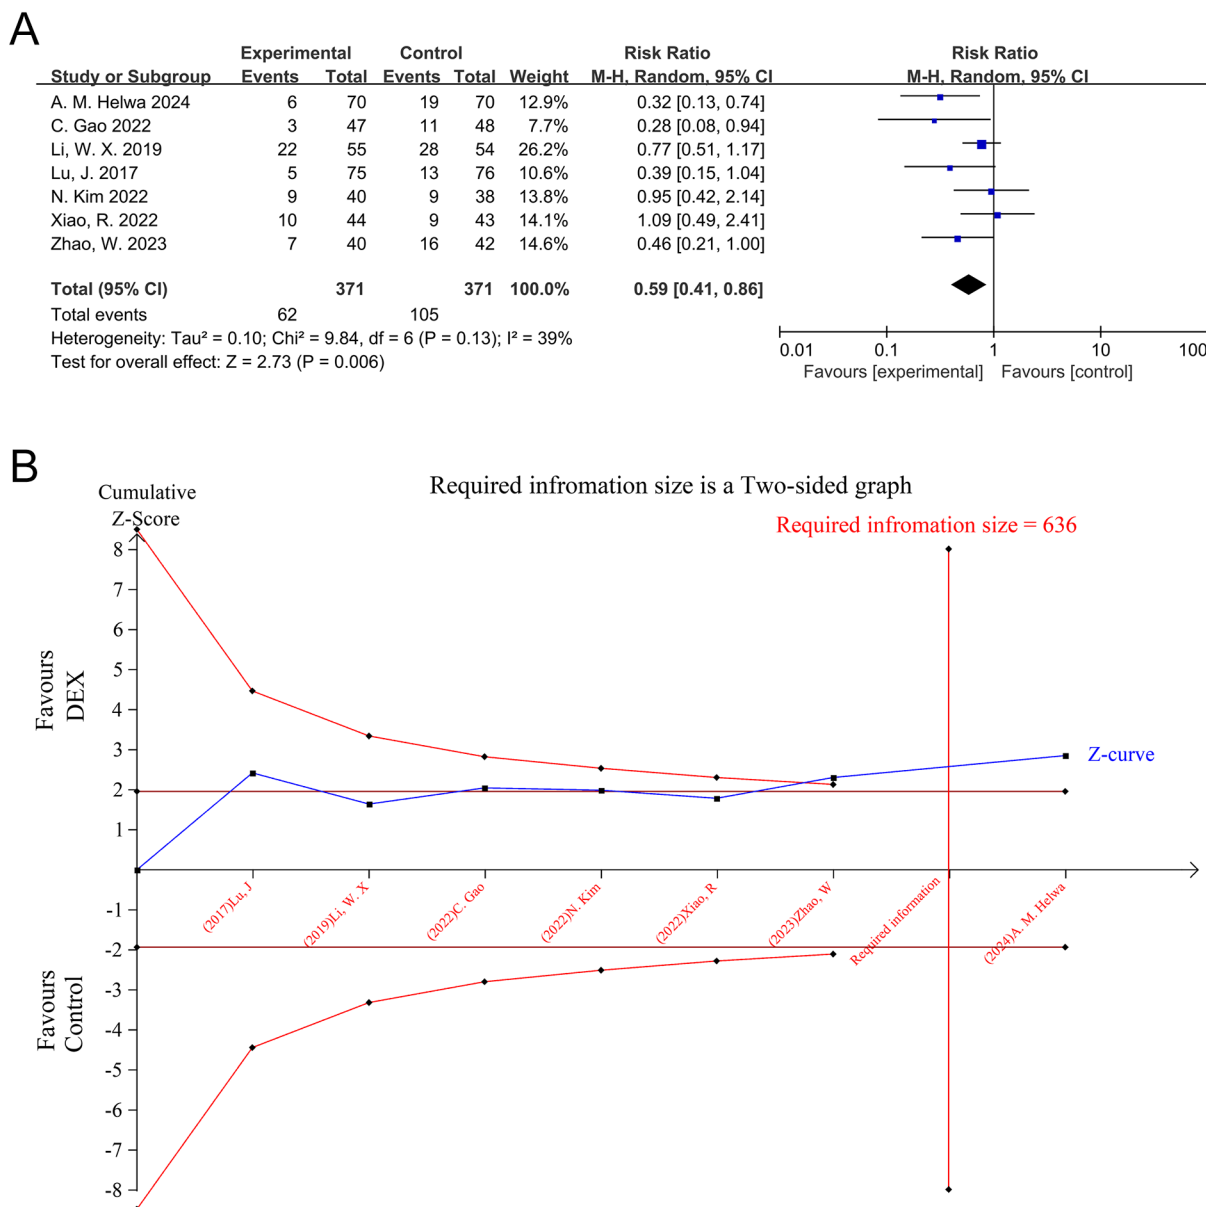 A
Experimental Control Risk Ratio Risk Ratio
Study or Subgroup Events Total Events Total Weight M-H, Random, 95% CI M-H, Random, 95% CI
A. M. Helwa 2024 6 70 19 70 12.9% 0.32 [0.13, 0.74]
C. Gao 2022 3 47 11 48 7.7% 0.28 [0.08, 0.94]
Li, W. X. 2019 22 55 28 54 26.2% 0.77 [0.51, 1.17]
Lu, J. 2017 5 75 13 76 10.6% 0.39 [0.15, 1.04]
N. Kim 2022 9 40 9 38 13.8% 0.95 [0.42, 2.14]
Xiao, R. 2022 10 44 9 43 14.1% 1.09 [0.49, 2.41]
Zhao, W. 2023 7 40 16 42 14.6% 0.46 [0.21, 1.00]
Total (95% CI) 371 371 100.0% 0.59 [0.41, 0.86]
Total events 62 105
Heterogeneity: Tau² = 0.10; Chi² = 9.84, df = 6 (P = 0.13); I² = 39%
Test for overall effect: Z = 2.73 (P = 0.006)
0.01 0.1 1 10 100
Favours [experimental] Favours [control]
B
Required infromation size is a Two-sided graph
Cumulative
Z-Score
Required infromation size = 636
8
7
6
5
4
3
2
1
-1
-2
-3
-4
-5
-6
-7
-8
Favours
DEX
Favours
Control
Z-curve
(2017)Lu, J
(2019)Li, W. X
(2022)C. Gao
(2022)N. Kim
(2022)Xiao, R
(2023)Zhao, W
Required information
(2024)A. M. Helwa